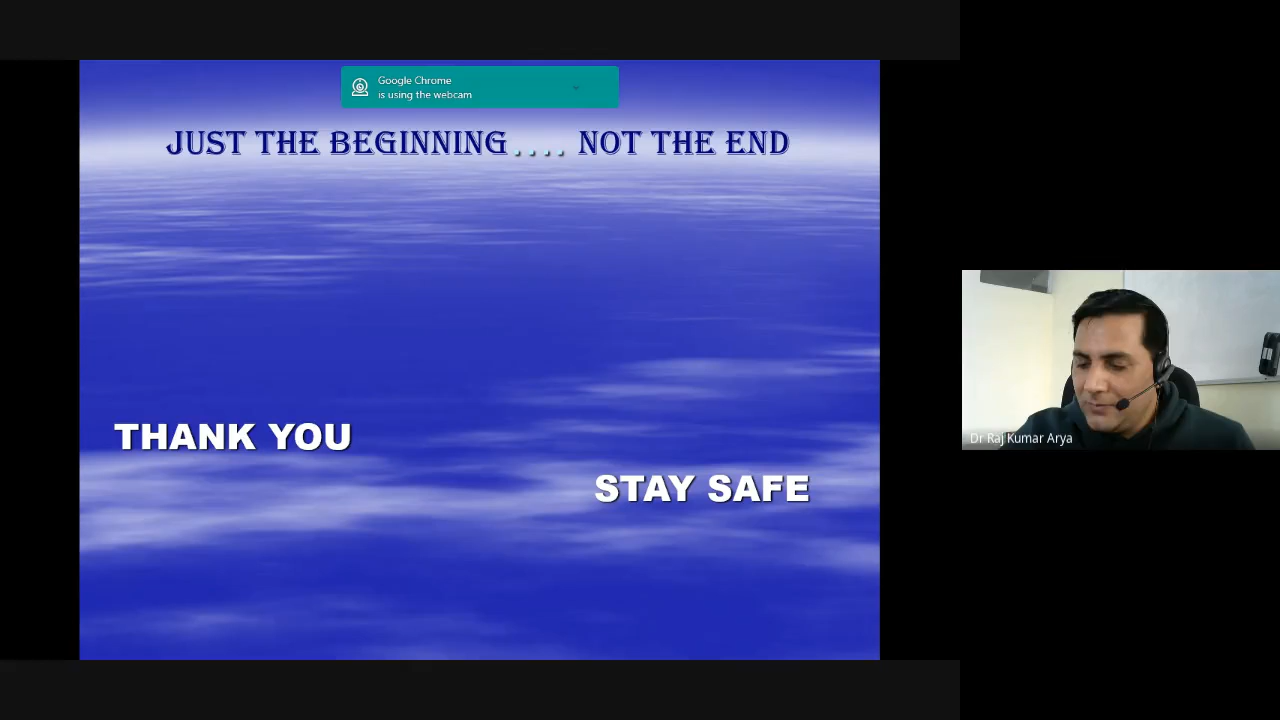 Google Chrome
is using the webcam
JUST THE BEGINNING.... NOT THE END
THANK YOU
STAY SAFE
Dr Raj Kumar Arya